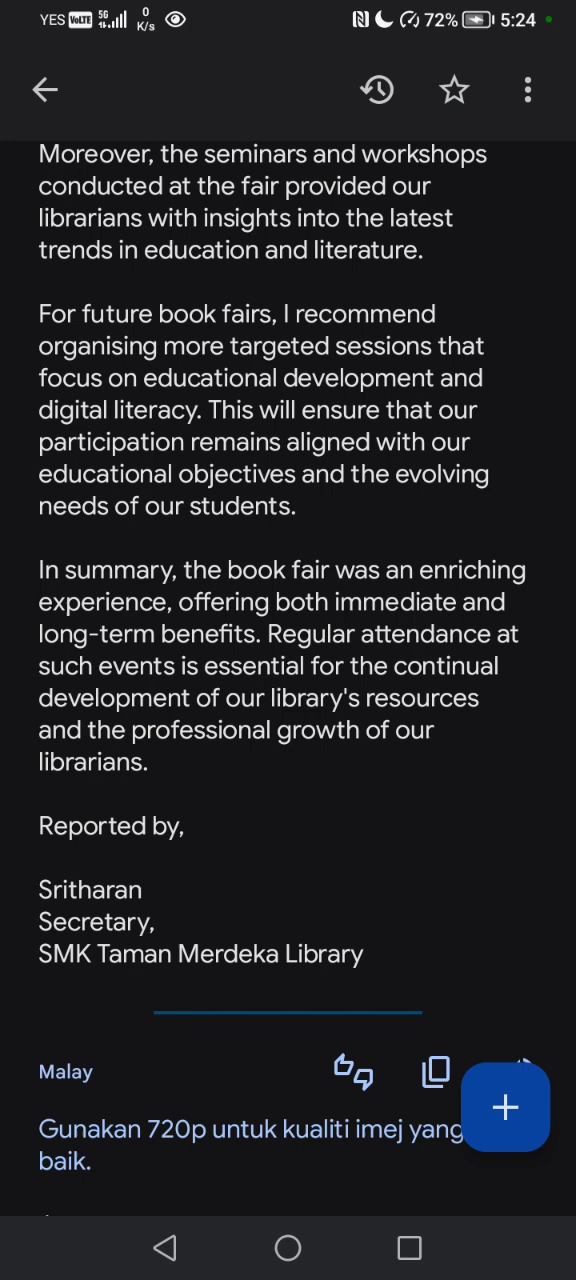 YES VoLTE 5G 0 K/s 72% 5:24
Moreover, the seminars and workshops
conducted at the fair provided our
librarians with insights into the latest
trends in education and literature.
For future book fairs, I recommend
organising more targeted sessions that
focus on educational development and
digital literacy. This will ensure that our
participation remains aligned with our
educational objectives and the evolving
needs of our students.
In summary, the book fair was an enriching
experience, offering both immediate and
long-term benefits. Regular attendance at
such events is essential for the continual
development of our library's resources
and the professional growth of our
librarians.
Reported by,
Sritharan
Secretary,
SMK Taman Merdeka Library
Malay
Gunakan 720p untuk kualiti imej yang
baik.